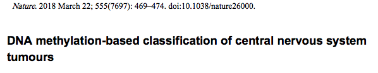 Nature. 2018 March 22; 555(7697): 469–474. doi:10.1038/nature26000.
DNA methylation-based classification of central nervous system
tumours